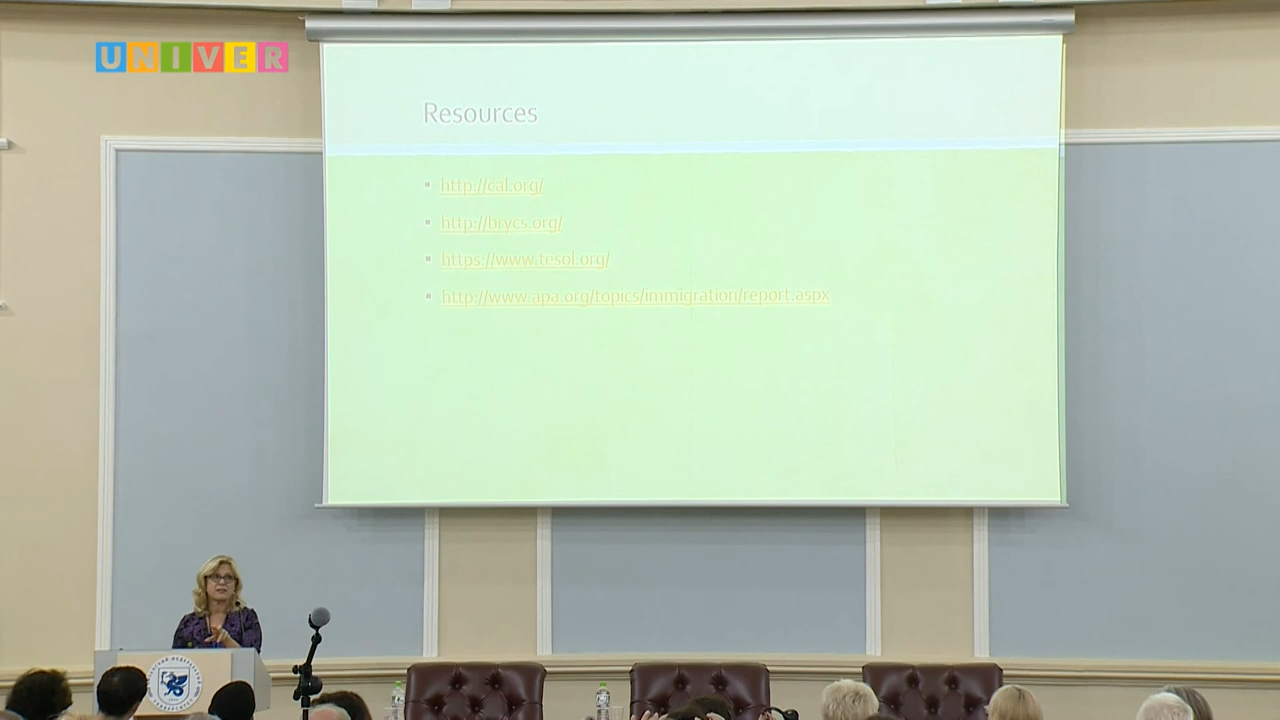 UNIVER
Resources
http://cal.org/
http://brycs.org/
https://www.tesol.org/
http://www.apa.org/topics/immigration/report.aspx